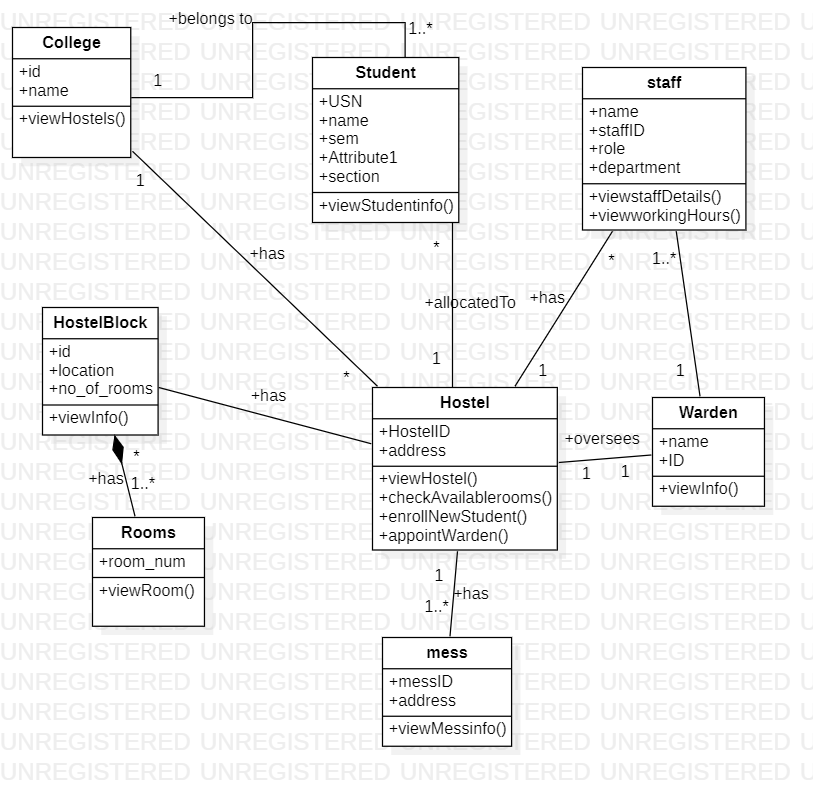 +belongs to
1..*
1
College
+id
+name
+viewHostels()
Student
+USN
+name
+sem
+Attribute1
+section
+viewStudentinfo()
staff
+name
+staffID
+role
+department
+viewstaffDetails()
+viewworkingHours()
1
+has
*
*
+allocatedTo
1
+has
*
1
1..*
1
HostelBlock
+id
+location
+no_of_rooms
+viewInfo()
+has
Hostel
+HostelID
+address
+viewHostel()
+checkAvailablerooms()
+enrollNewStudent()
+appointWarden()
+oversees
1
1
Warden
+name
+ID
+viewInfo()
*
+has
1..*
Rooms
+room_num
+viewRoom()
1
+has
1..*
mess
+messID
+address
+viewMessinfo()
UNREGISTERED UNREGISTERED UNREGISTERED UNREGISTERED U